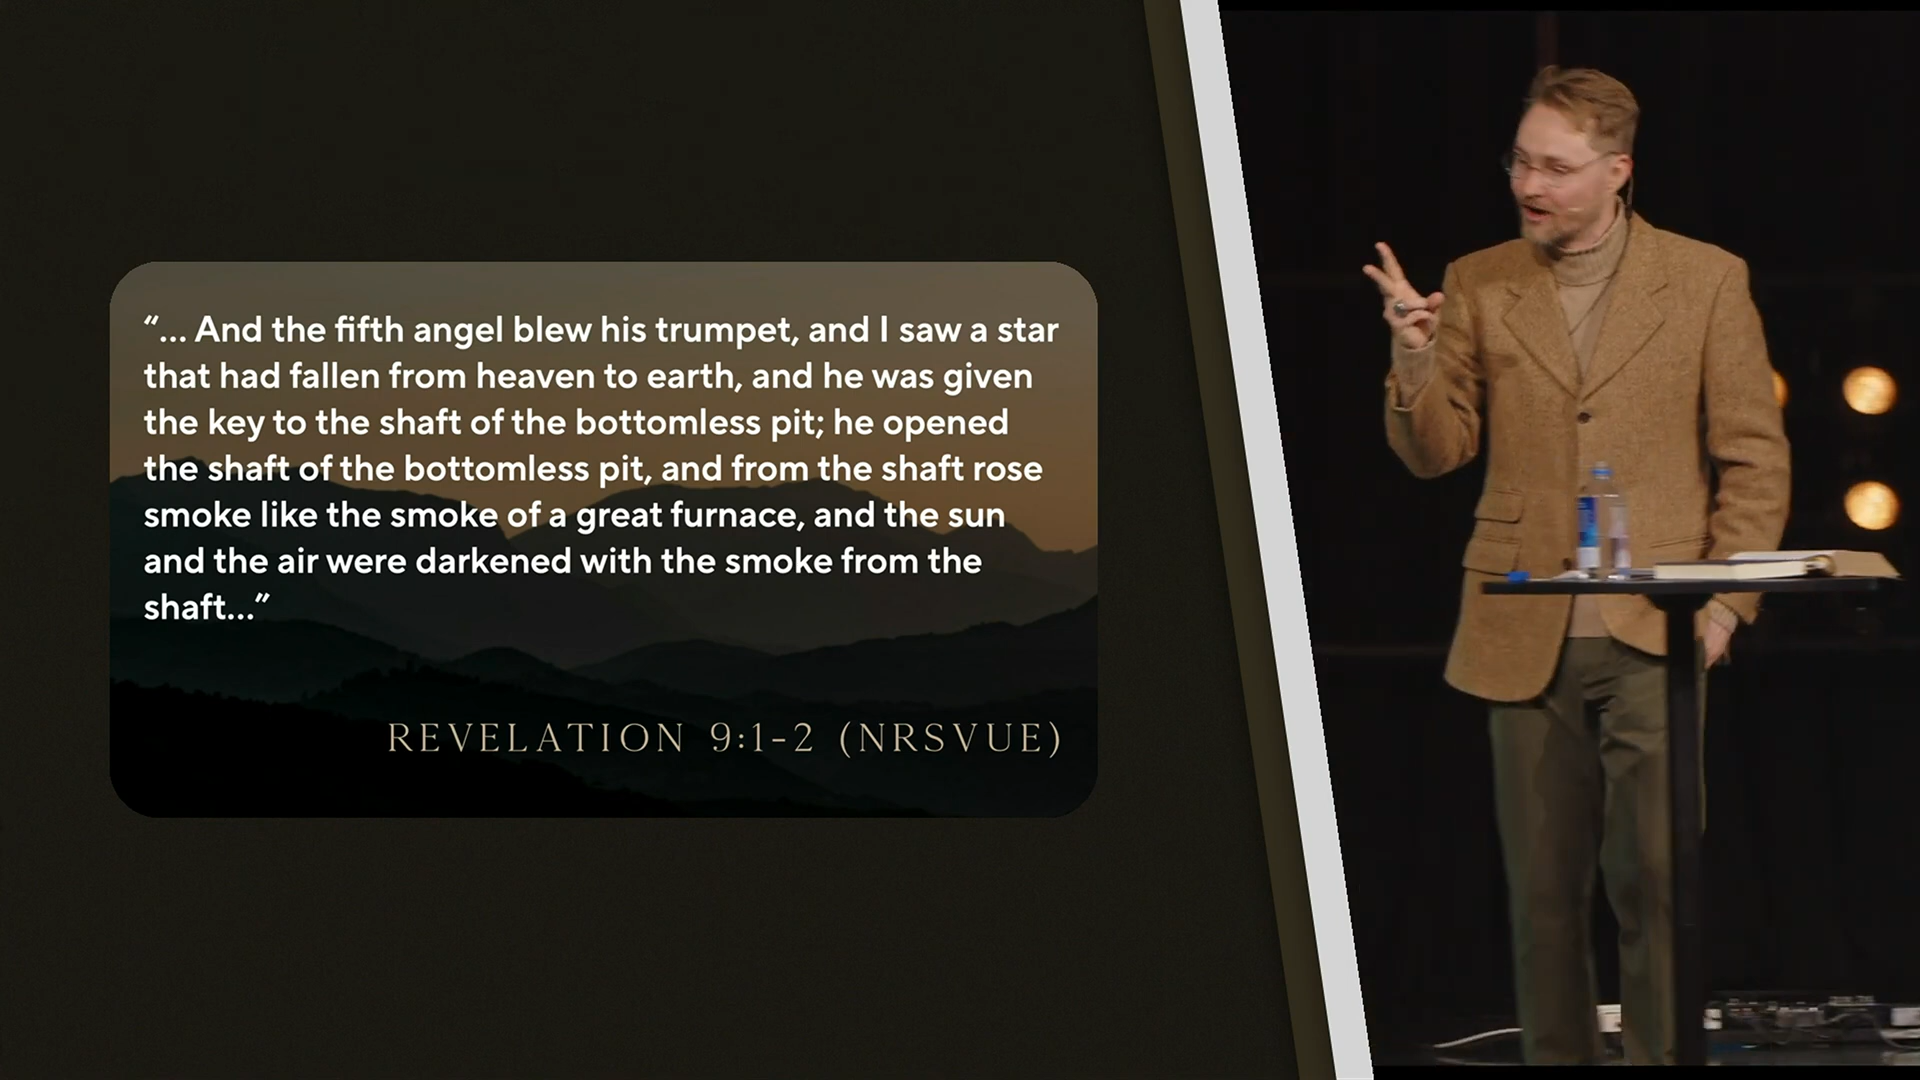 “... And the fifth angel blew his trumpet, and I saw a star
that had fallen from heaven to earth, and he was given
the key to the shaft of the bottomless pit; he opened
the shaft of the bottomless pit, and from the shaft rose
smoke like the smoke of a great furnace, and the sun
and the air were darkened with the smoke from the
shaft...”
REVELATION 9:1-2 (NRSVUE)